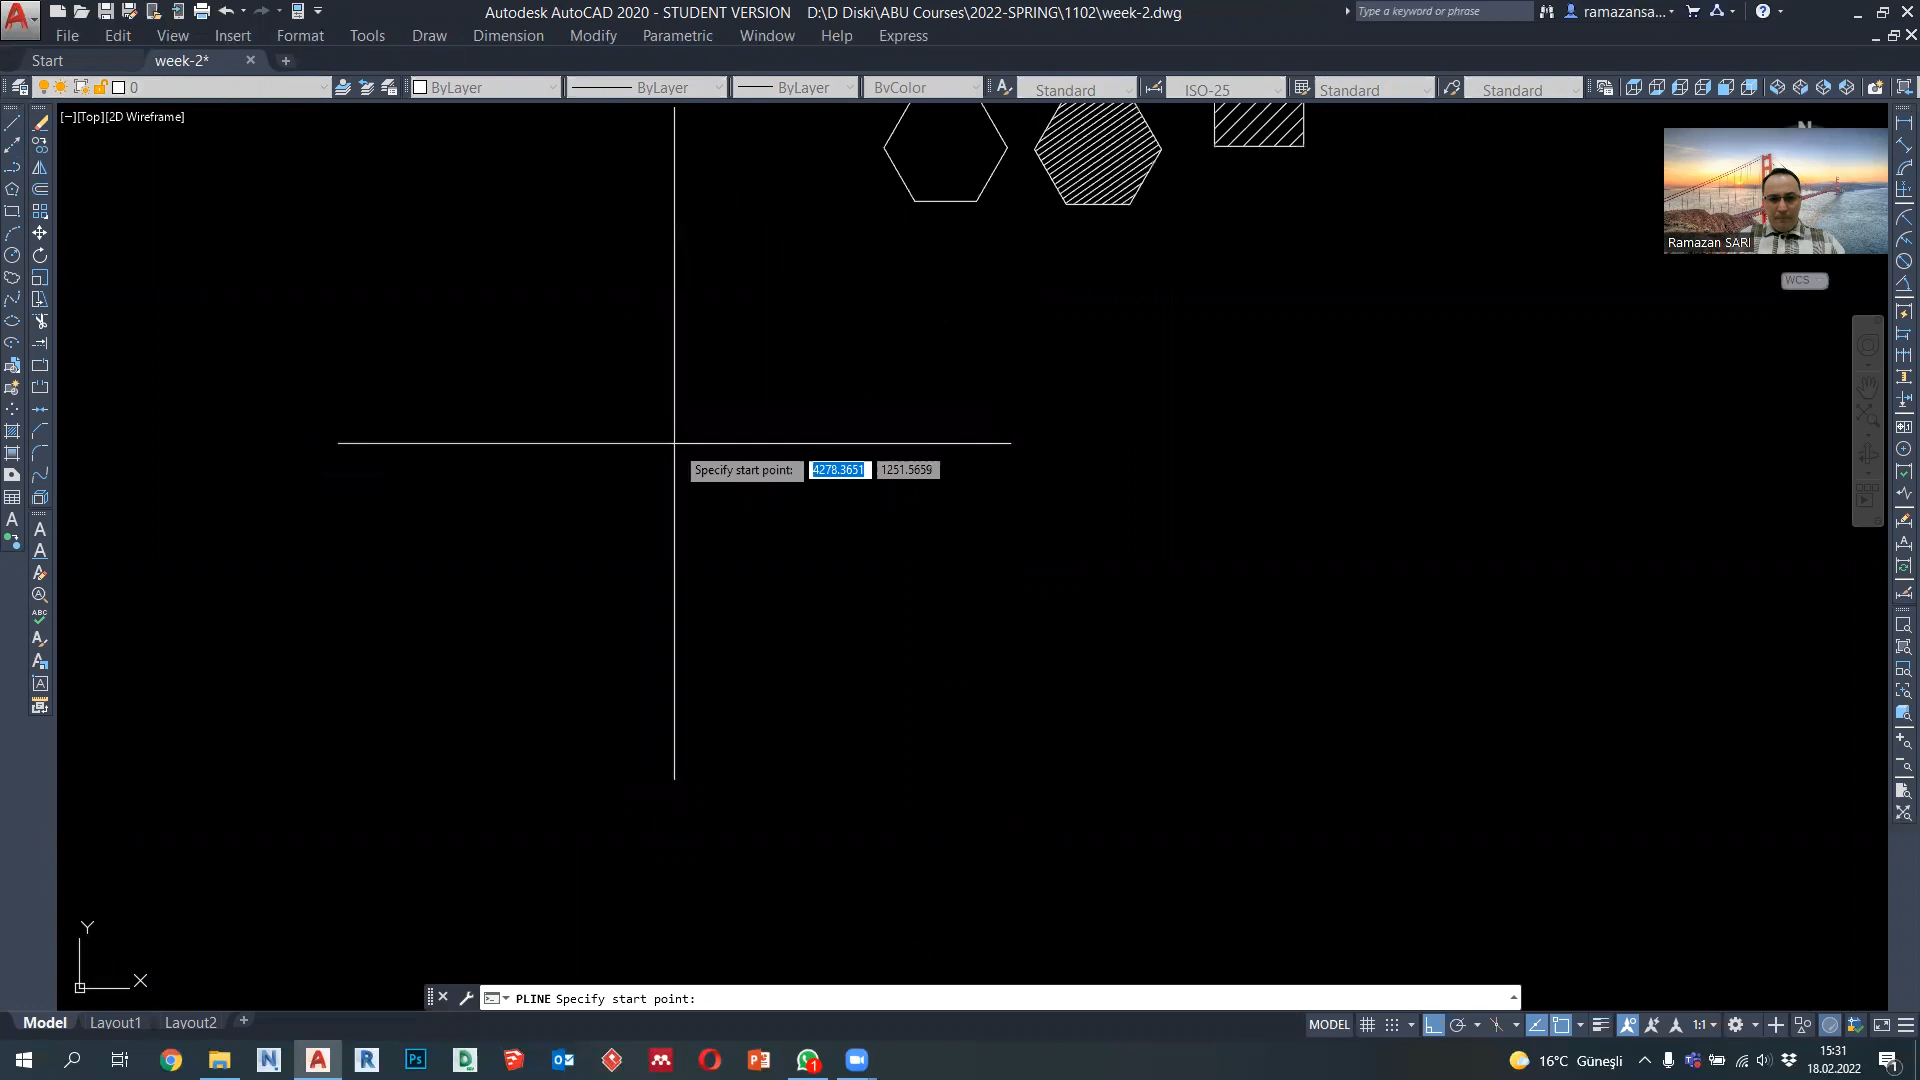 Autodesk AutoCAD 2020 - STUDENT VERSION D:\D Diski\ABU Courses\2022-SPRING\1102\week-2.dwg
Type a keyword or phrase
ramazansa...
File Edit View Insert Format Tools Draw Dimension Modify Parametric Window Help Express
Start week-2*
0 ByLayer ByLayer ByLayer ByColor Standard ISO-25 Standard Standard
[−][Top][2D Wireframe]
N
Ramazan SARI
WCS
Specify start point: 4278.3651 1251.5659
Y
X
PLINE Specify start point:
Model Layout1 Layout2
MODEL 1:1
16°C Güneşli
15:31
18.02.2022